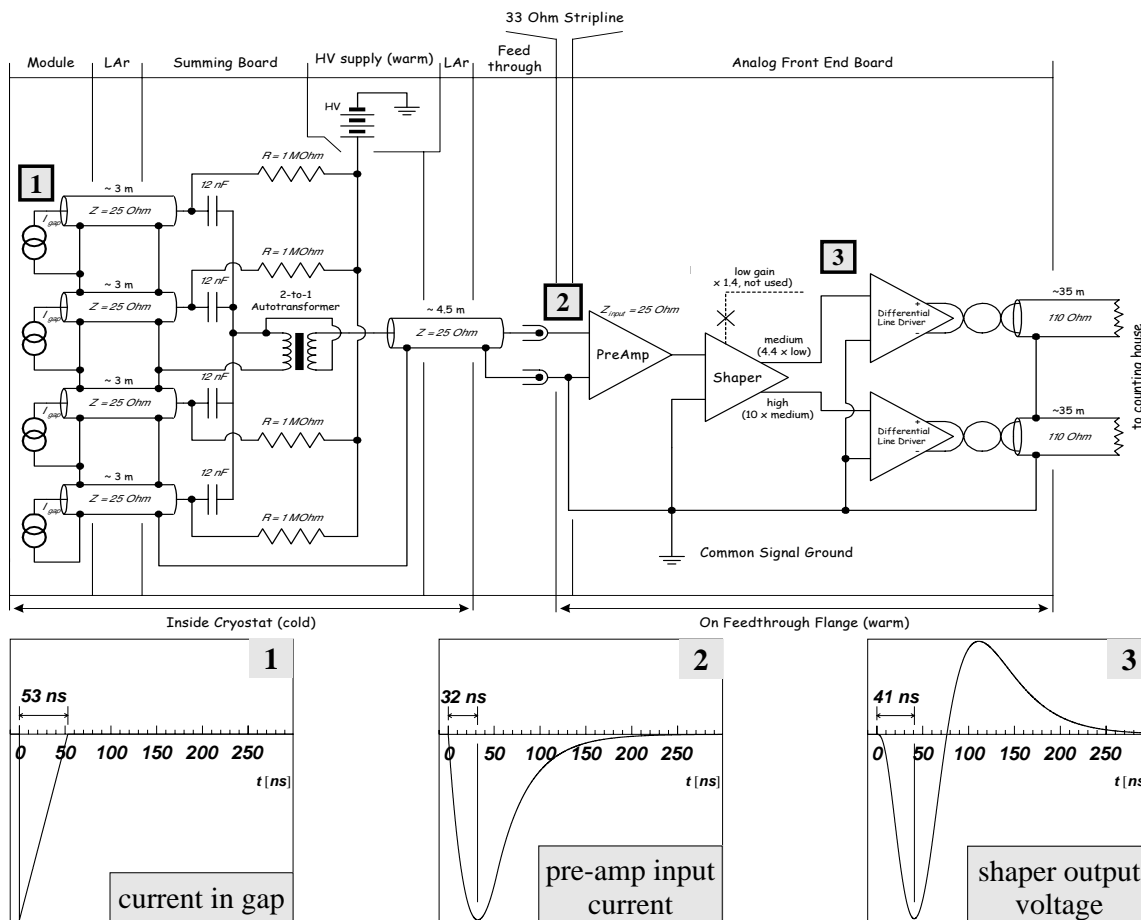 33 Ohm Stripline
Module
LAr
Summing Board
HV supply (warm)
LAr
Feed
through
Analog Front End Board
HV
1
R = 1 MOhm
~ 3 m
12 nF
I gap
Z = 25 Ohm
R = 1 MOhm
~ 3 m
12 nF
Z = 25 Ohm
2-to-1
Autotransformer
~ 3 m
12 nF
Z = 25 Ohm
R = 1 MOhm
~ 3 m
12 nF
I gap
Z = 25 Ohm
R = 1 MOhm
~ 4.5 m
Z = 25 Ohm
2
Z input = 25 Ohm
PreAmp
low gain
x 1.4, not used)
Shaper
medium
(4.4 x low)
high
(10 x medium)
3
+
Differential
Line Driver
-
~35 m
110 Ohm
+
Differential
Line Driver
-
~35 m
110 Ohm
to counting house
Common Signal Ground
Inside Cryostat (cold)
On Feedthrough Flange (warm)
1
53 ns
0 50 100 150 200 250
t [ns]
current in gap
2
32 ns
0 50 100 150 200 250
t [ns]
pre-amp input
current
3
41 ns
0 50 100 150 200 250
t [ns
shaper output
voltage